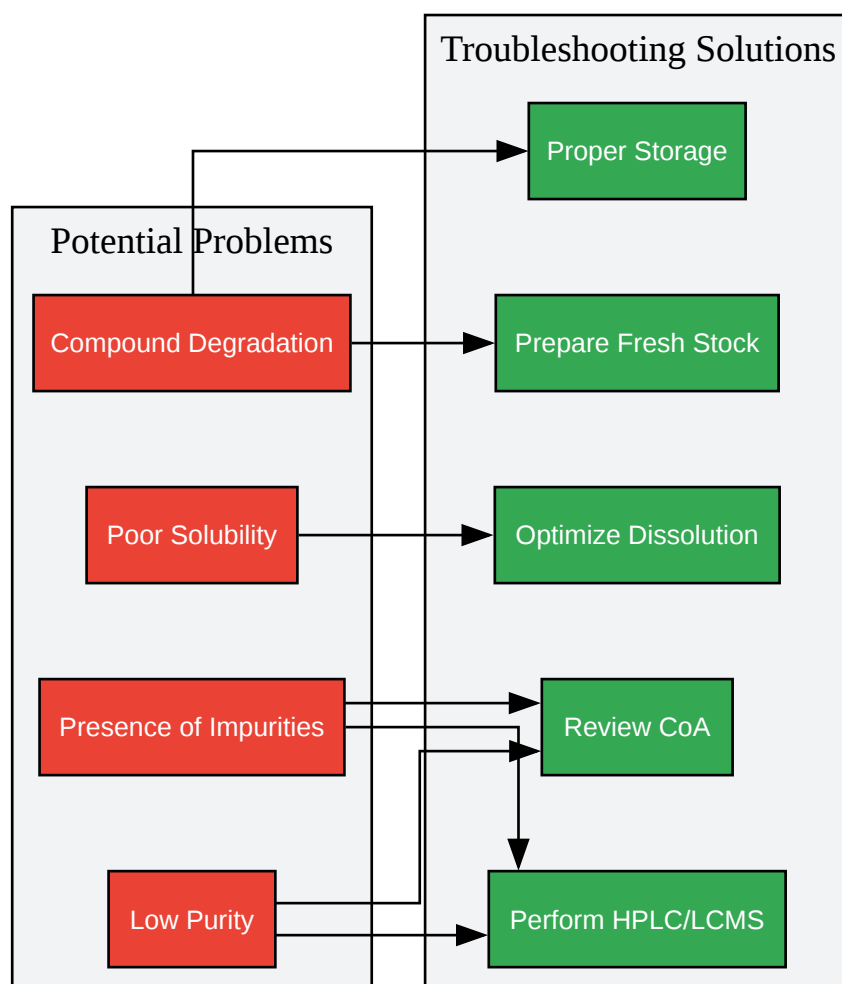 Troubleshooting Solutions
Proper Storage
Potential Problems
Compound Degradation
Prepare Fresh Stock
Poor Solubility
Optimize Dissolution
Presence of Impurities
Review CoA
Low Purity
Perform HPLC/LCMS